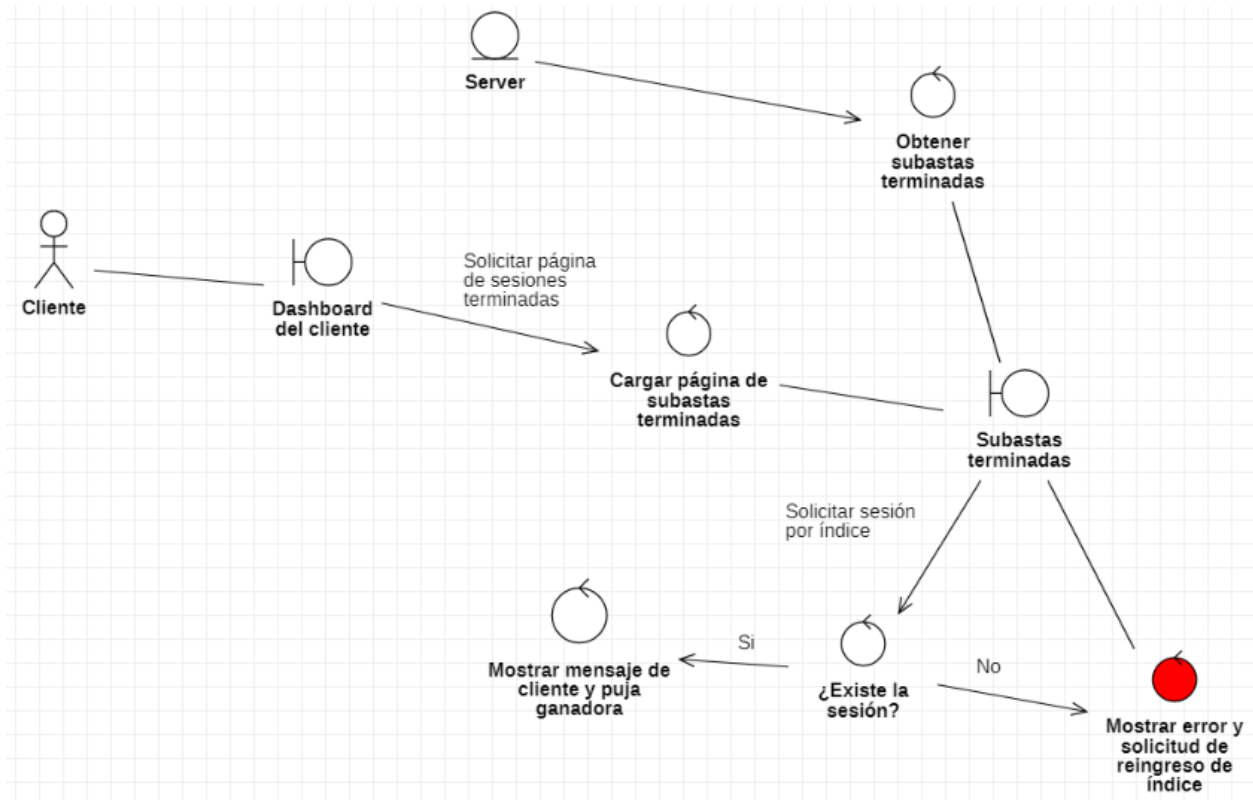 Server
Obtener
subastas
terminadas
Cliente
Dashboard
del cliente
Solicitar página
de sesiones
terminadas
Cargar página de
subastas
terminadas
Subastas
terminadas
Solicitar sesión
por índice
Mostrar mensaje de
cliente y puja
ganadora
Si
¿Existe la
sesión?
No
Mostrar error y
solicitud de
reingreso de
índice